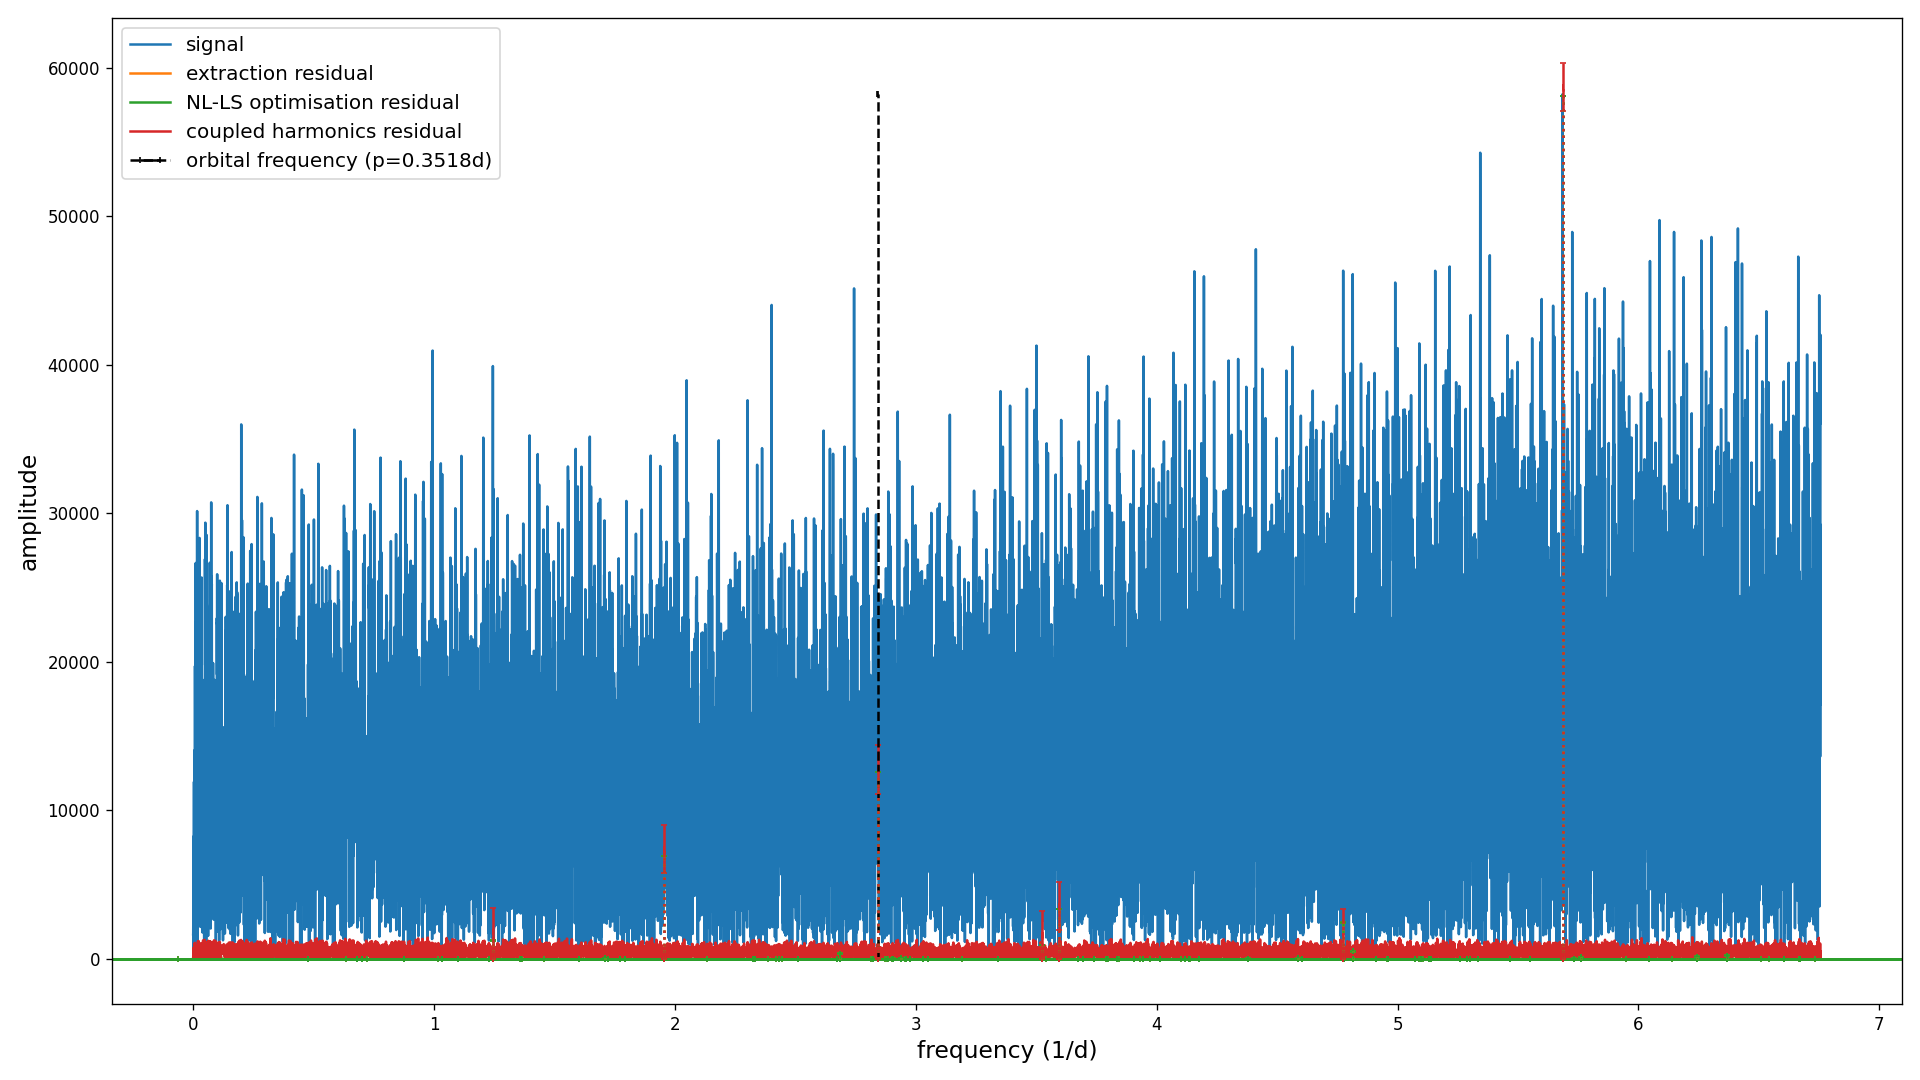 signal
extraction residual
NL-LS optimisation residual
coupled harmonics residual
orbital frequency (p=0.3518d)
60000
50000
40000
30000
20000
10000
0
amplitude
0 1 2 3 4 5 6 7
frequency (1/d)